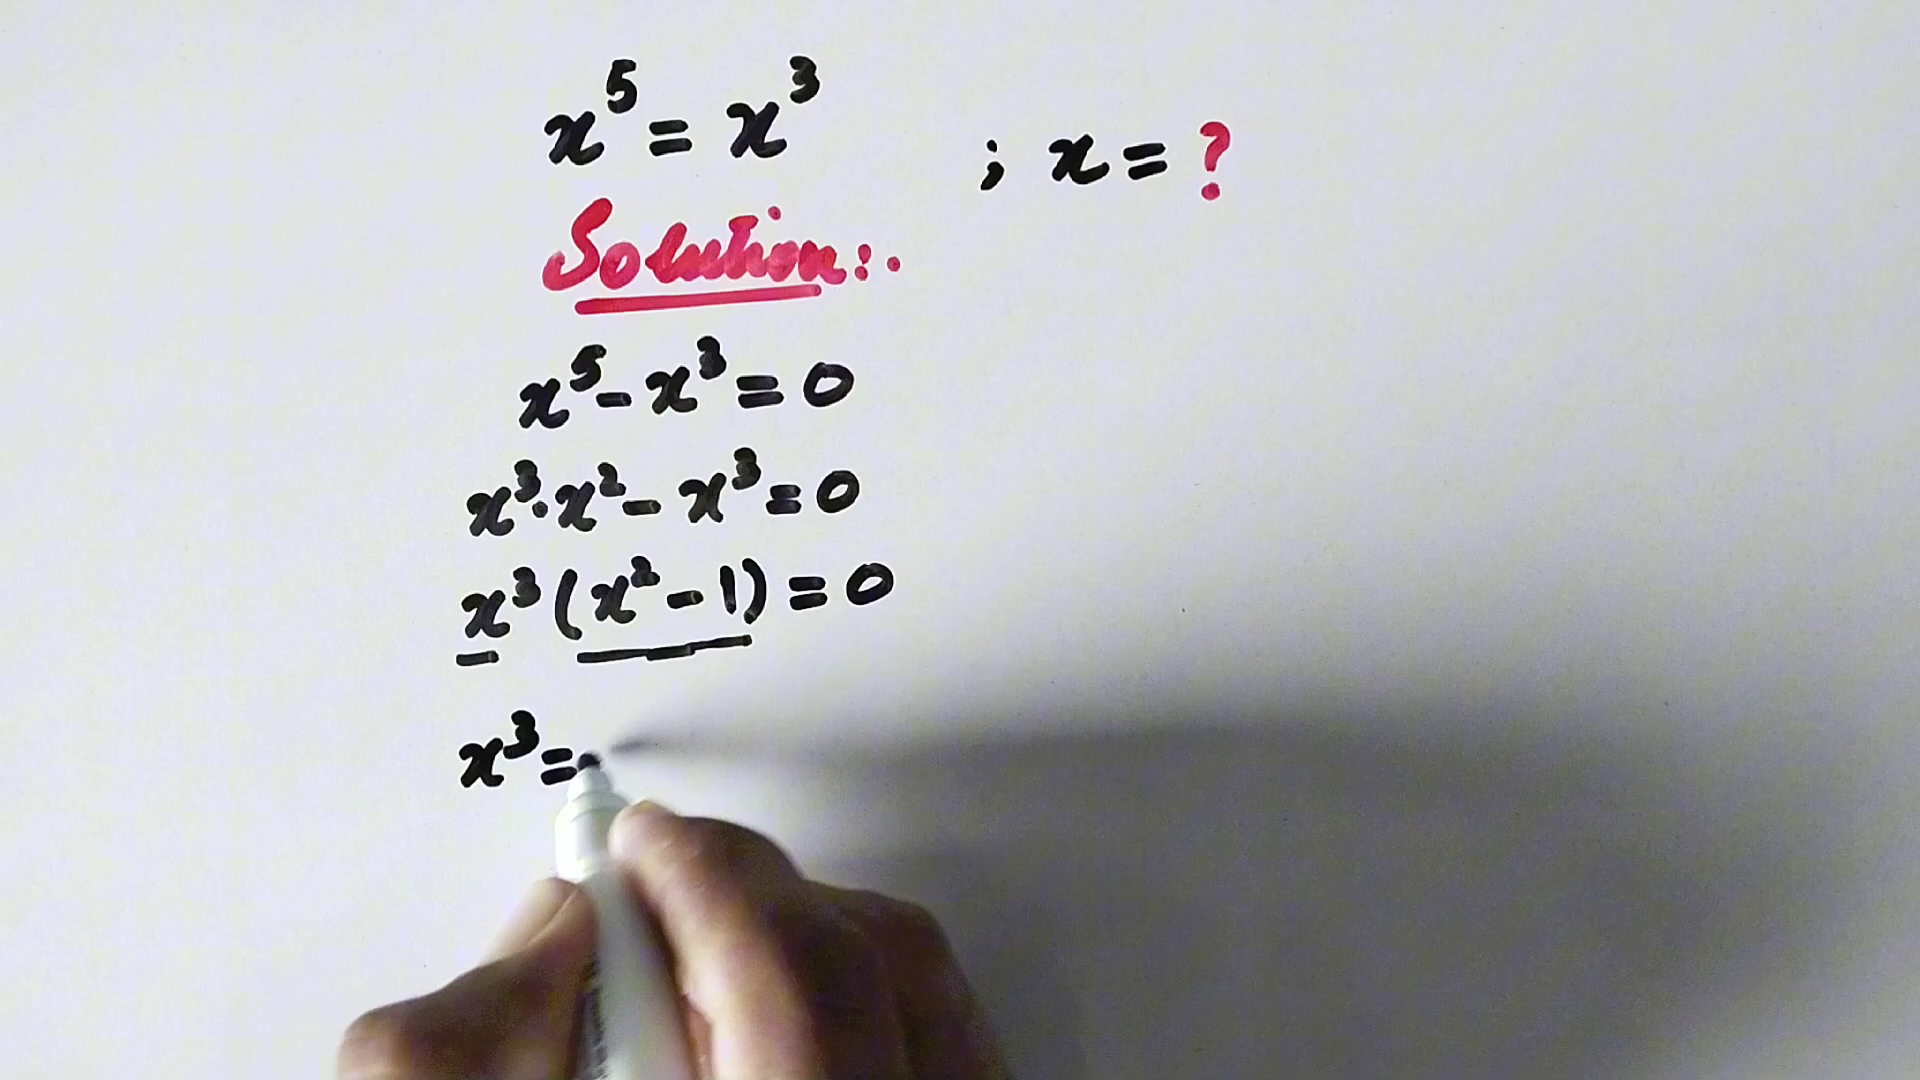 x⁵ = x³ ; x = ?
Solution:.
x⁵ - x³ = 0
x³·x² - x³ = 0
x³(x² - 1) = 0
x³ =